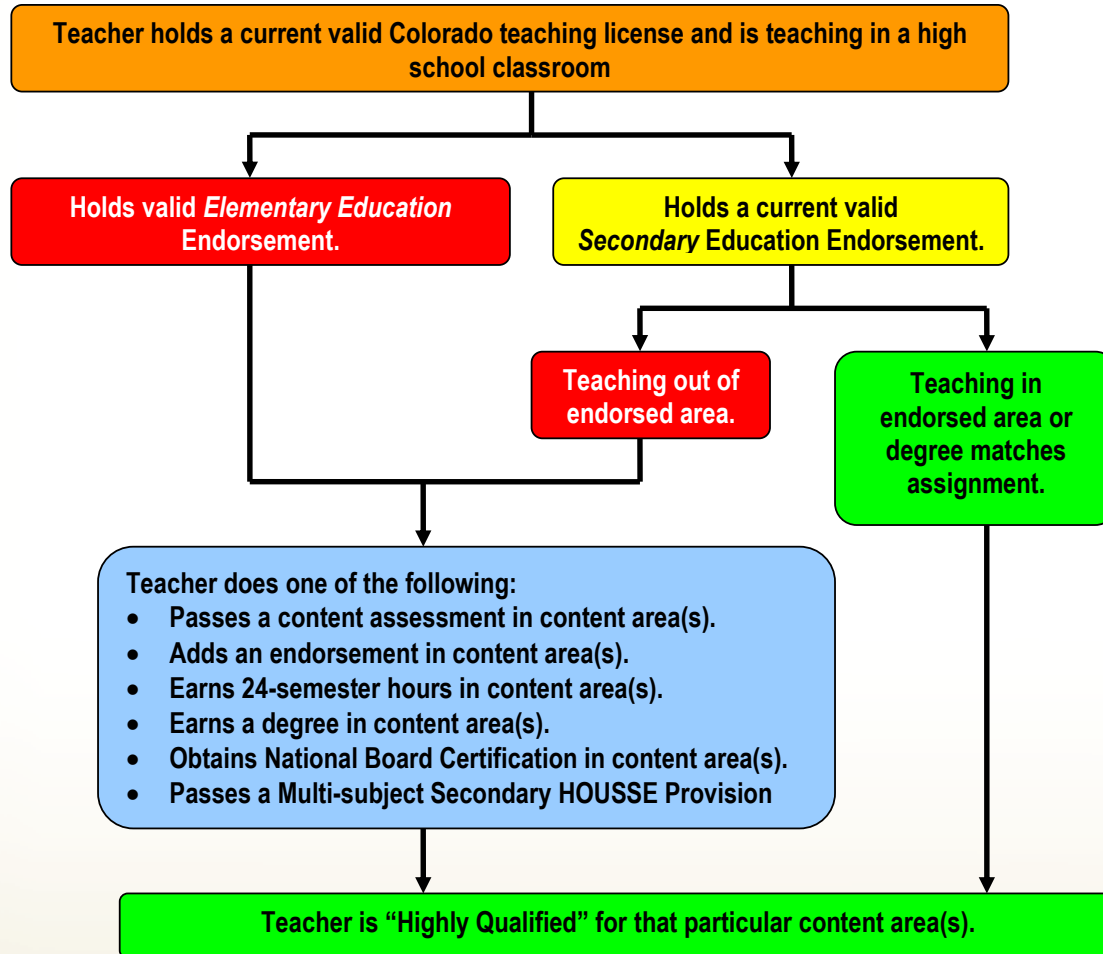 Teacher holds a current valid Colorado teaching license and is teaching in a high
school classroom
Holds valid Elementary Education
Endorsement.
Holds a current valid
Secondary Education Endorsement.
Teaching out of
endorsed area.
Teaching in
endorsed area or
degree matches
assignment.
Teacher does one of the following:
• Passes a content assessment in content area(s).
• Adds an endorsement in content area(s).
• Earns 24-semester hours in content area(s).
• Earns a degree in content area(s).
• Obtains National Board Certification in content area(s).
• Passes a Multi-subject Secondary HOUSSE Provision
Teacher is “Highly Qualified” for that particular content area(s).